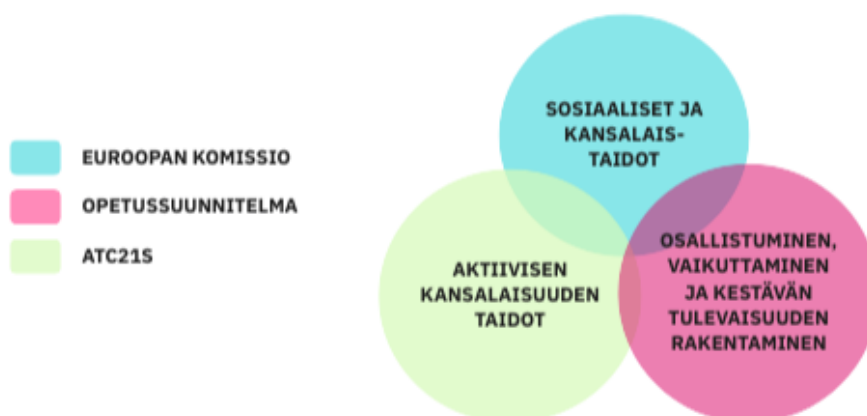 EUROOPAN KOMISSIO
OPETUSSUUNNITELMA
ATC21S
SOSIAALISET JA
KANSALAIS-
TAIDOT
AKTIIVISEN
KANSALAISUUDEN
TAIDOT
OSALLISTUMINEN,
VAIKUTTAMINEN
JA KESTÄVÄN
TULEVAISUUDEN
RAKENTAMINEN